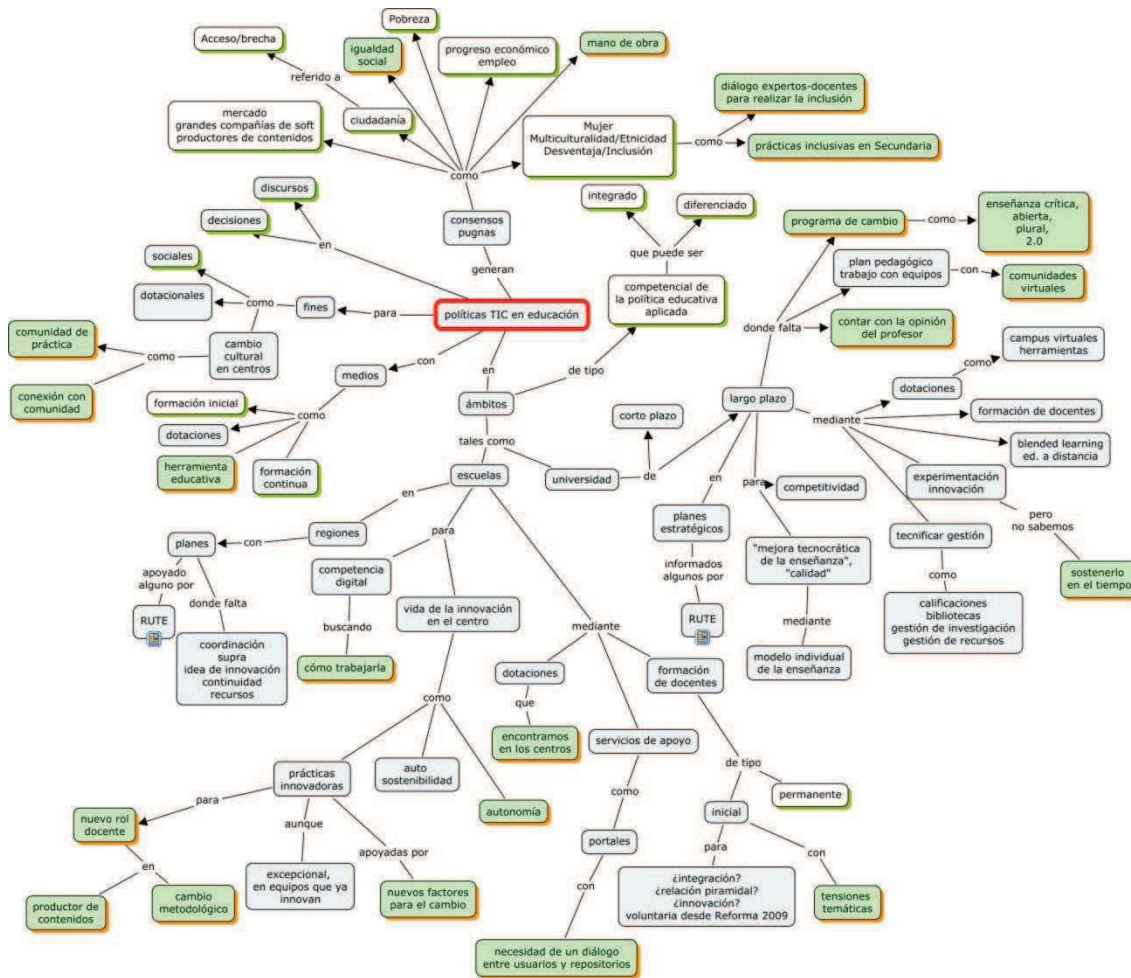 Pobreza
Acceso/brecha
igualdad
social
progreso económico
empleo
mano de obra
referido a
diálogo expertos-docentes
para realizar la inclusión
mercado
grandes compañías de soft
productores de contenidos
ciudadanía
Mujer
Multiculturalidad/Etnicidad
Desventaja/Inclusión
como
prácticas inclusivas en Secundaria
como
discursos
integrado
diferenciado
enseñanza crítica,
abierta,
plural,
2.0
decisiones
consensos
pugnas
programa de cambio
como
en
que puede ser
sociales
generan
plan pedagógico
trabajo con equipos
con
comunidades
virtuales
dotacionales
como
fines
para
políticas TIC en educación
competencial de
la política educativa
aplicada
donde falta
contar con la opinión
del profesor
comunidad de
práctica
como
cambio
cultural
en centros
con
en
de tipo
campus virtuales
herramientas
conexión con
comunidad
medios
como
dotaciones
formación inicial
como
ámbitos
corto plazo
largo plazo
mediante
formación de docentes
dotaciones
tales como
blended learning
ed. a distancia
herramienta
educativa
formación
continua
escuelas
universidad
de
en
para
competitividad
experimentación
innovación
en
regiones
para
planes
estratégicos
pero
no sabemos
planes
con
tecnificar gestión
apoyado
alguno por
donde falta
competencia
digital
informados
algunos por
"mejora tecnocrática
de la enseñanza",
"calidad"
como
sostenerlo
en el tiempo
RUTE
vida de la innovación
en el centro
RUTE
calificaciones
bibliotecas
gestión de investigación
gestión de recursos
coordinación
supra
idea de innovación
continuidad
recursos
buscando
mediante
mediante
cómo trabajarla
dotaciones
formación
de docentes
modelo individual
de la enseñanza
como
que
encontramos
en los centros
servicios de apoyo
prácticas
innovadoras
auto
sostenibilidad
de tipo
para
autonomía
como
permanente
nuevo rol
docente
aunque
inicial
apoyadas por
portales
para
con
en
excepcional,
en equipos que ya
innovan
nuevos factores
para el cambio
con
¿integración?
¿relación piramidal?
¿innovación?
voluntaria desde Reforma 2009
tensiones
temáticas
productor de
contenidos
cambio
metodológico
necesidad de un diálogo
entre usuarios y repositorios